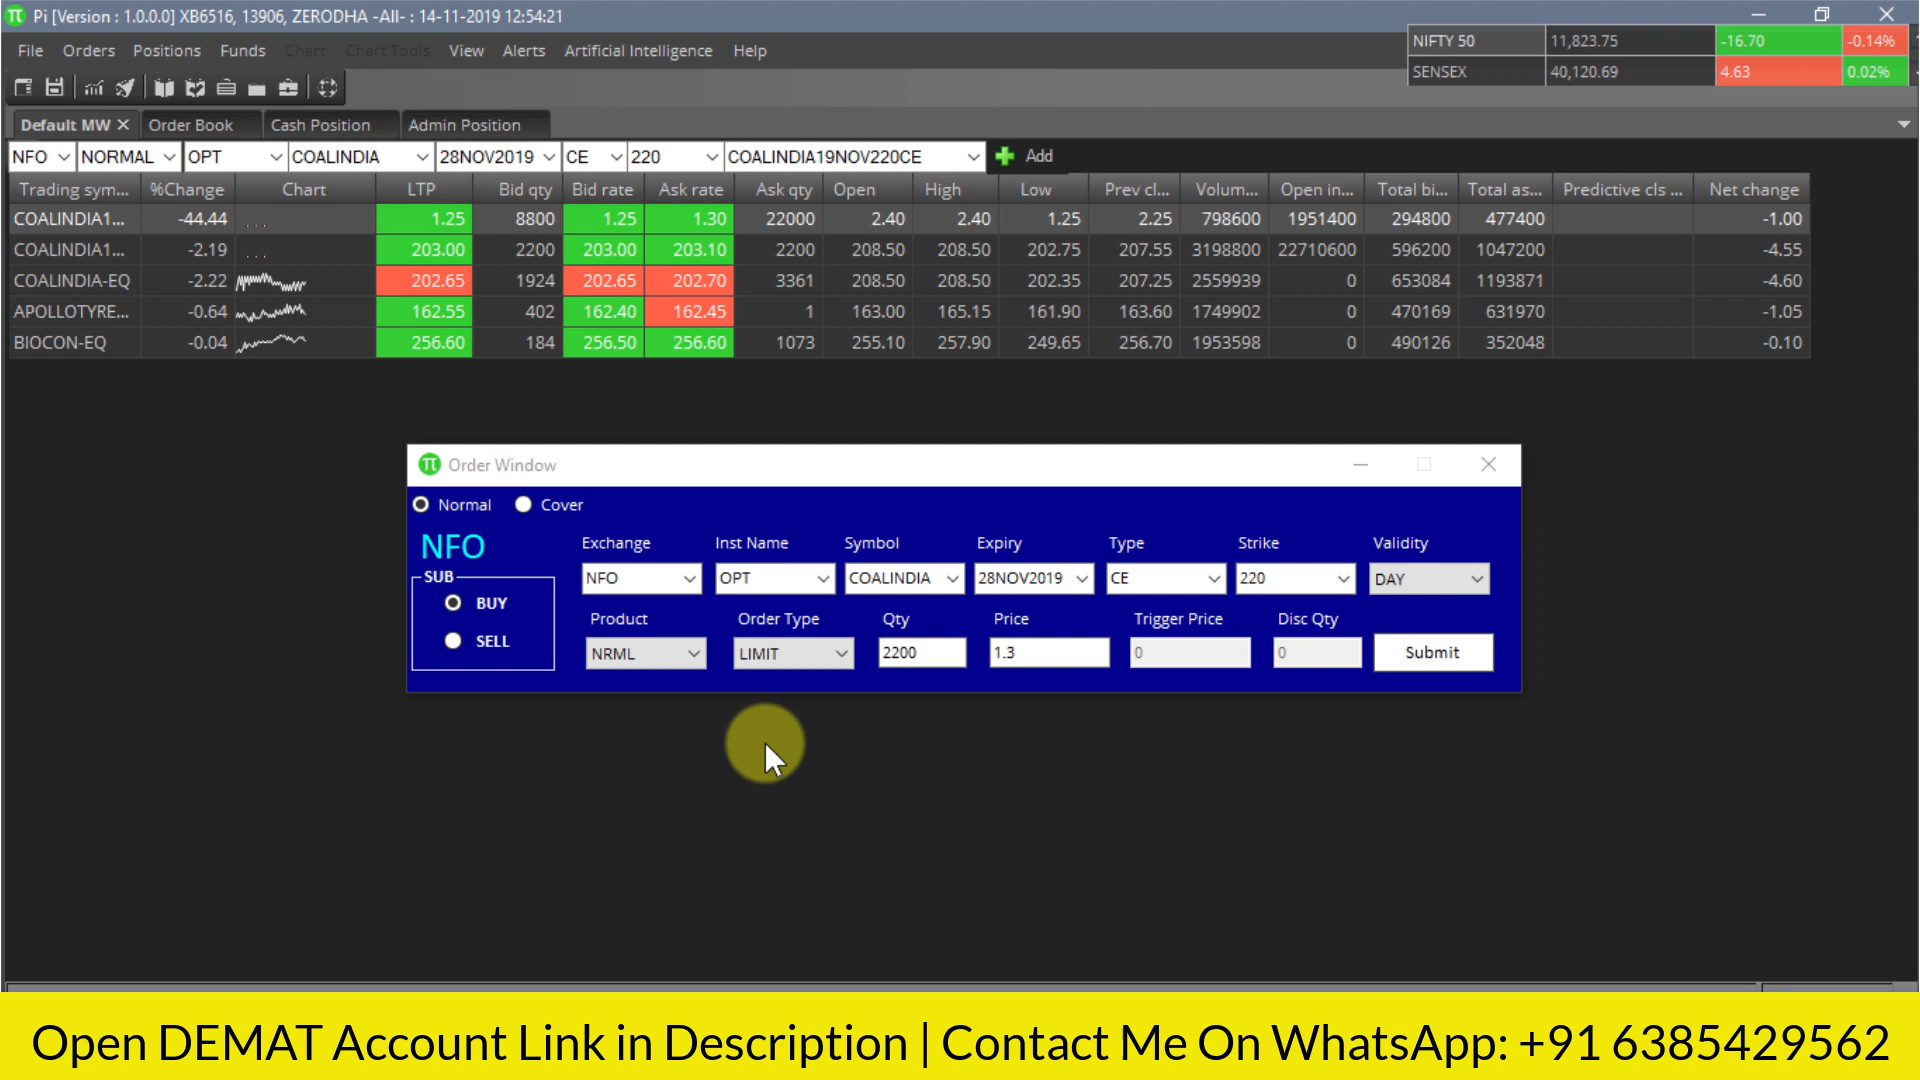 Pi [Version : 1.0.0.0] XB6516, 13906, ZERODHA -All- : 14-11-2019 12:54:21
File Orders Positions Funds Chart Chart Tools View Alerts Artificial Intelligence Help
NIFTY 50 11,823.75 -16.70 -0.14%
SENSEX 40,120.69 4.63 0.02%
Default MW Order Book Cash Position Admin Position
NFO NORMAL OPT COALINDIA 28NOV2019 CE 220 COALINDIA19NOV220CE Add
Trading sym... %Change Chart LTP Bid qty Bid rate Ask rate Ask qty Open High Low Prev cl... Volum... Open in... Total bi... Total as... Predictive cls ... Net change
COALINDIA1... -44.44 ... 1.25 8800 1.25 1.30 22000 2.40 2.40 1.25 2.25 798600 1951400 294800 477400 -1.00
COALINDIA1... -2.19 ... 203.00 2200 203.00 203.10 2200 208.50 208.50 202.75 207.55 3198800 22710600 596200 1047200 -4.55
COALINDIA-EQ -2.22 202.65 1924 202.65 202.70 3361 208.50 208.50 202.35 207.25 2559939 0 653084 1193871 -4.60
APOLLOTYRE... -0.64 162.55 402 162.40 162.45 1 163.00 165.15 161.90 163.60 1749902 0 470169 631970 -1.05
BIOCON-EQ -0.04 256.60 184 256.50 256.60 1073 255.10 257.90 249.65 256.70 1953598 0 490126 352048 -0.10
Order Window
Normal Cover
NFO Exchange Inst Name Symbol Expiry Type Strike Validity
SUB NFO OPT COALINDIA 28NOV2019 CE 220 DAY
BUY
Product Order Type Qty Price Trigger Price Disc Qty
SELL NRML LIMIT 2200 1.3 0 0 Submit
Open DEMAT Account Link in Description | Contact Me On WhatsApp: +91 6385429562